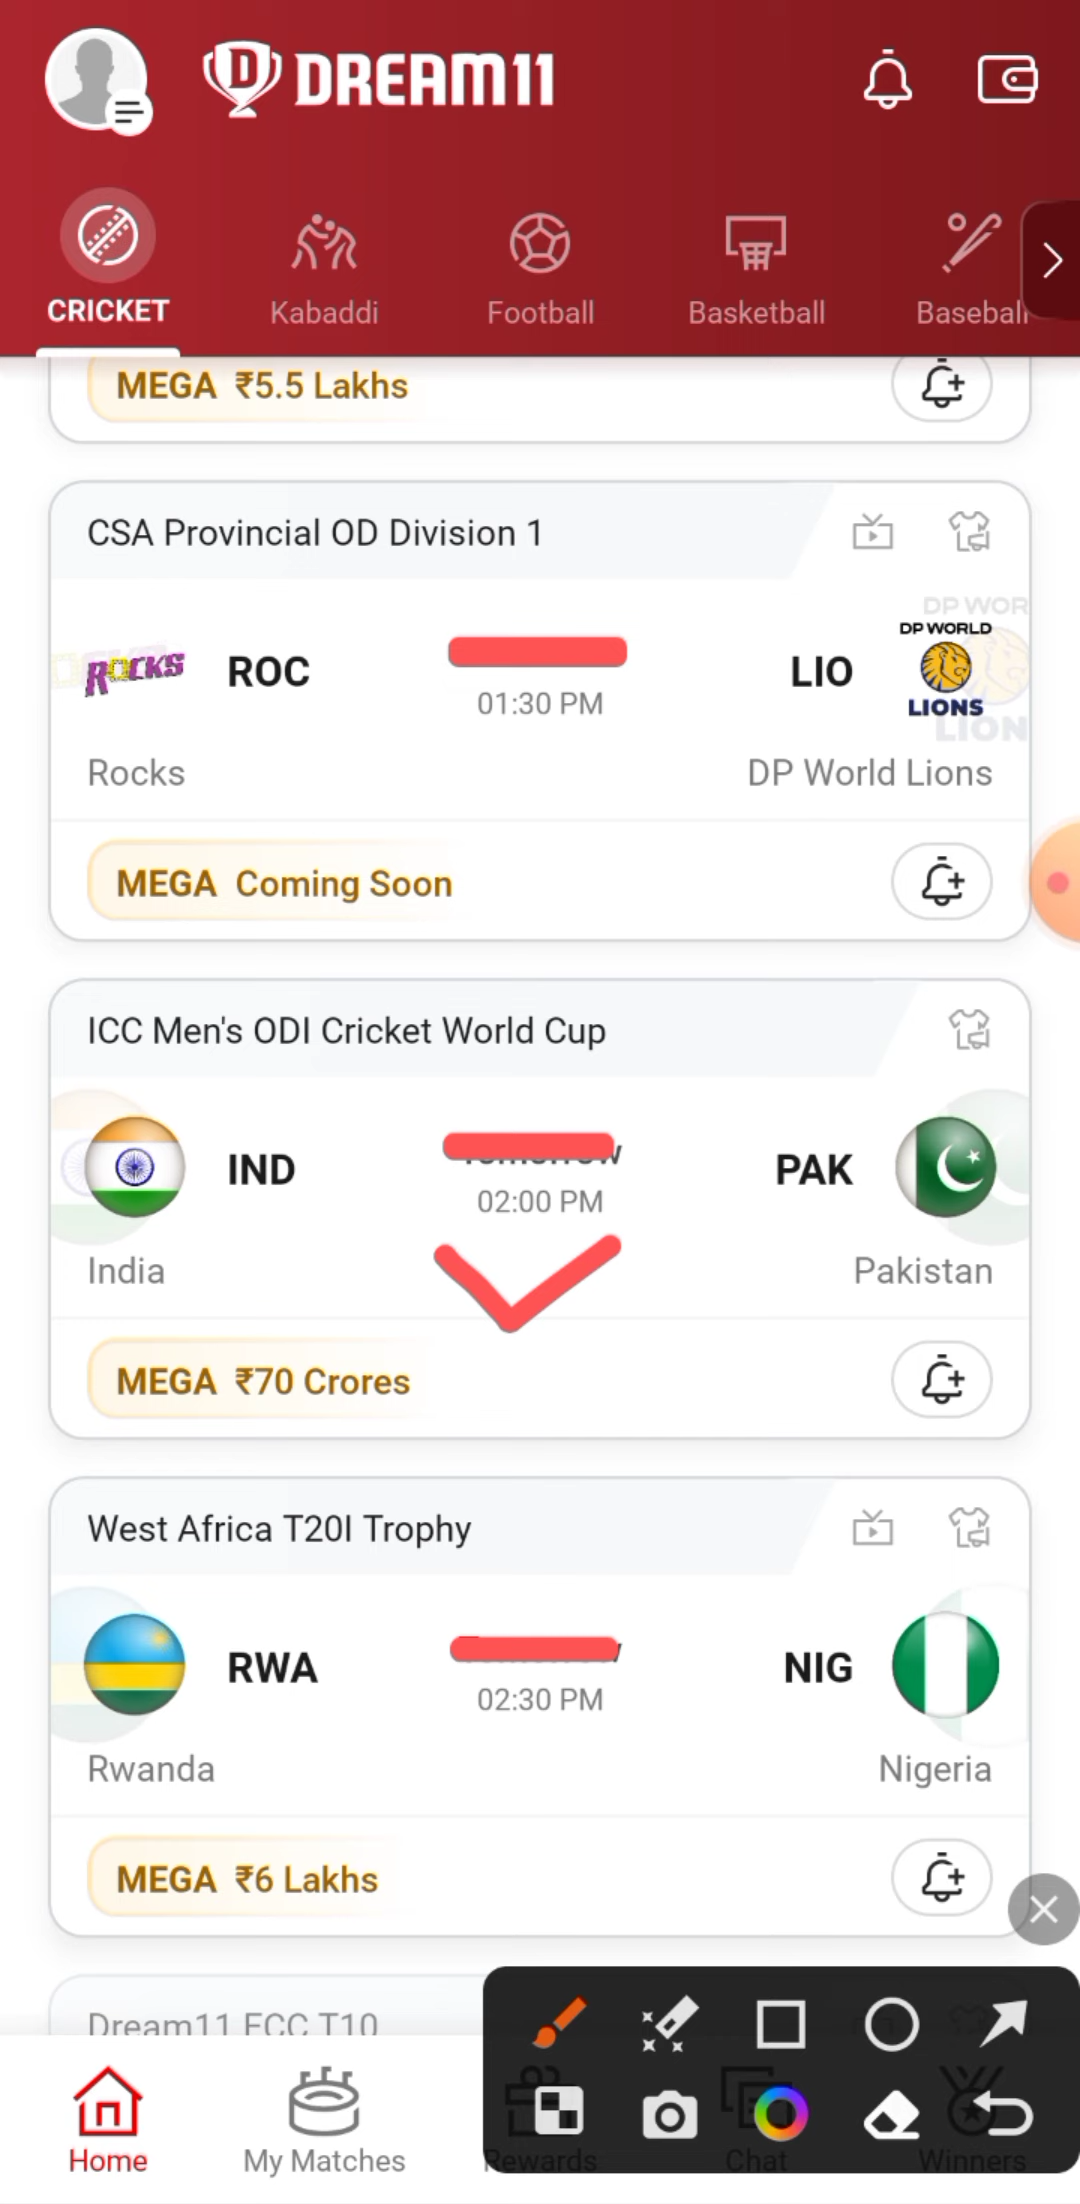 DREAM11
CRICKET
Kabaddi
Football
Basketball
Baseball
MEGA ₹5.5 Lakhs
CSA Provincial OD Division 1
ROCKS
ROC
01:30 PM
LIO
DP WORLD
LIONS
Rocks
DP World Lions
MEGA Coming Soon
ICC Men's ODI Cricket World Cup
IND
02:00 PM
PAK
India
Pakistan
MEGA ₹70 Crores
West Africa T20I Trophy
RWA
02:30 PM
NIG
Rwanda
Nigeria
MEGA ₹6 Lakhs
Dream11 ECC T10
Home
My Matches
Rewards
Chat
Winners